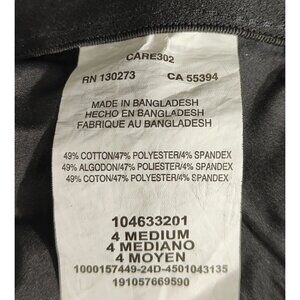 CARE302
RN 130273 CA 55394
MADE IN BANGLADESH
HECHO EN BANGLADESH
FABRIQUE AU BANGLADESH
49% COTTON/47% POLYESTER/4% SPANDEX
49% ALGODON/47% POLYESTER/4% SPANDEX
49% COTON/47% POLYESTER/4% SPANDEX
104633201
4 MEDIUM
4 MEDIANO
4 MOYEN
1000157449-24D-4501043135
191057669590